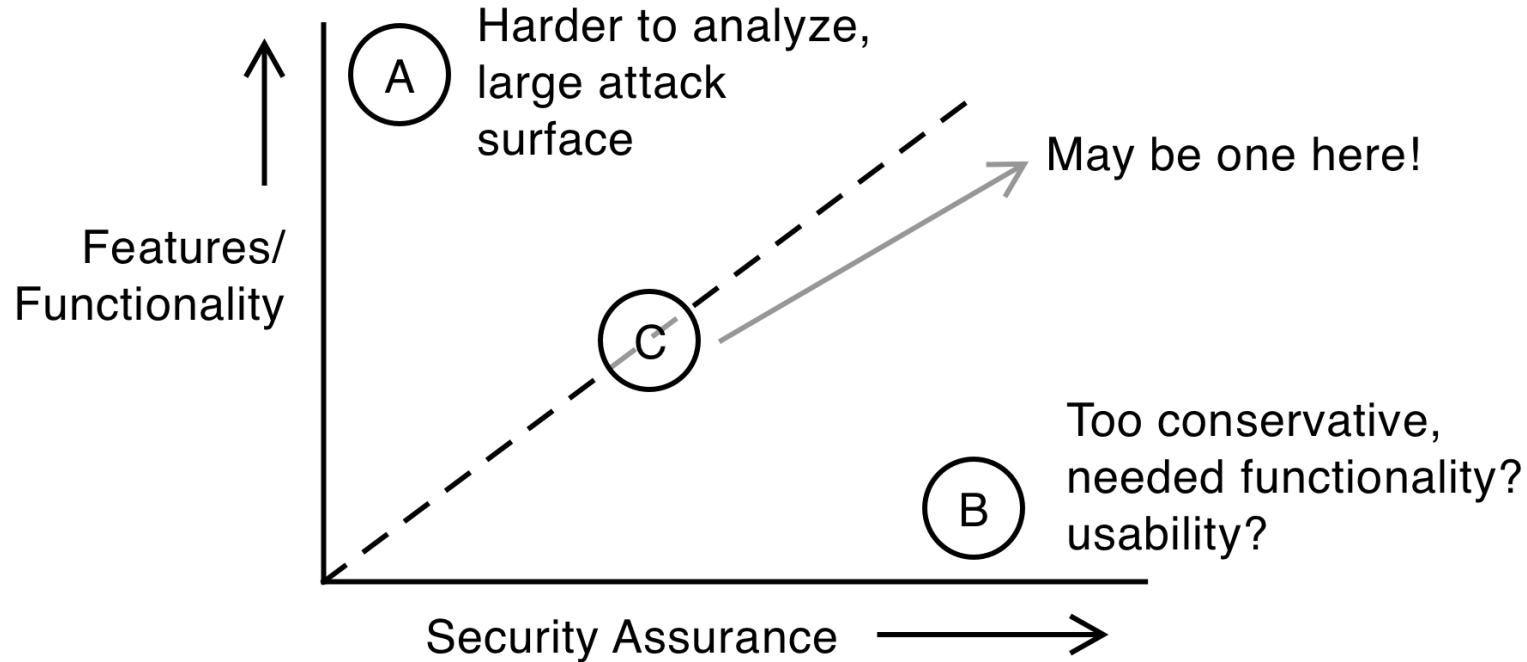 A
Harder to analyze,
large attack
surface
May be one here!
Features/
Functionality
C
Too conservative,
needed functionality?
usability?
B
Security Assurance